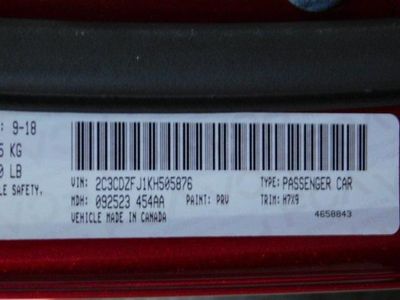 : 9-18
5 KG
0 LB
LE SAFETY,
VIN: 2C3CDZFJ1KH505876 TYPE: PASSENGER CAR
MDH: 092523 454AA PAINT: PRV TRIM: H7X9
VEHICLE MADE IN CANADA 4658843